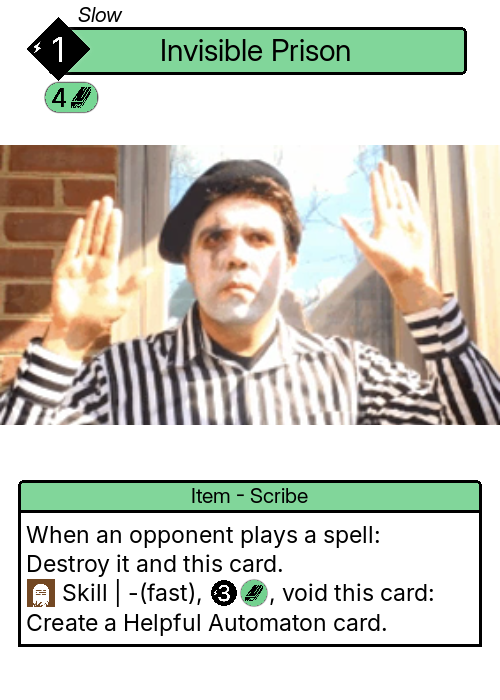 Slow
1 Invisible Prison
4
Item - Scribe
When an opponent plays a spell:
Destroy it and this card.
Skill | -(fast), 3 , void this card:
Create a Helpful Automaton card.